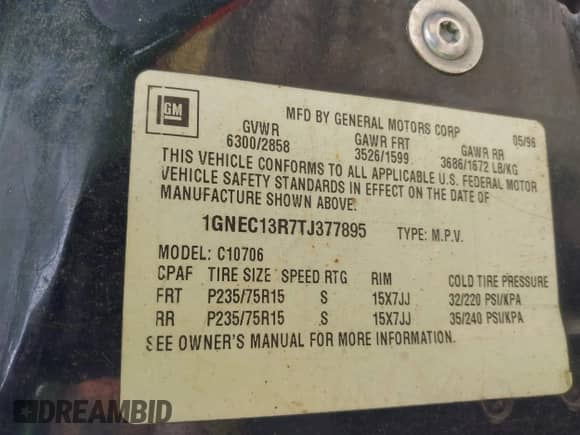 GM
MFD BY GENERAL MOTORS CORP 05/96
GVWR GAWR FRT GAWR RR
6300/2858 3526/1599 3686/1672 LB/KG
THIS VEHICLE CONFORMS TO ALL APPLICABLE U.S. FEDERAL MOTOR
VEHICLE SAFETY STANDARDS IN EFFECT ON THE DATE OF
MANUFACTURE SHOWN ABOVE.
1GNEC13R7TJ377895 TYPE: M.P.V.
MODEL: C10706
CPAF TIRE SIZE SPEED RTG RIM COLD TIRE PRESSURE
FRT P235/75R15 S 15X7JJ 32/220 PSI/KPA
RR P235/75R15 S 15X7JJ 35/240 PSI/KPA
SEE OWNER'S MANUAL FOR MORE INFORMATION.
DREAMBID